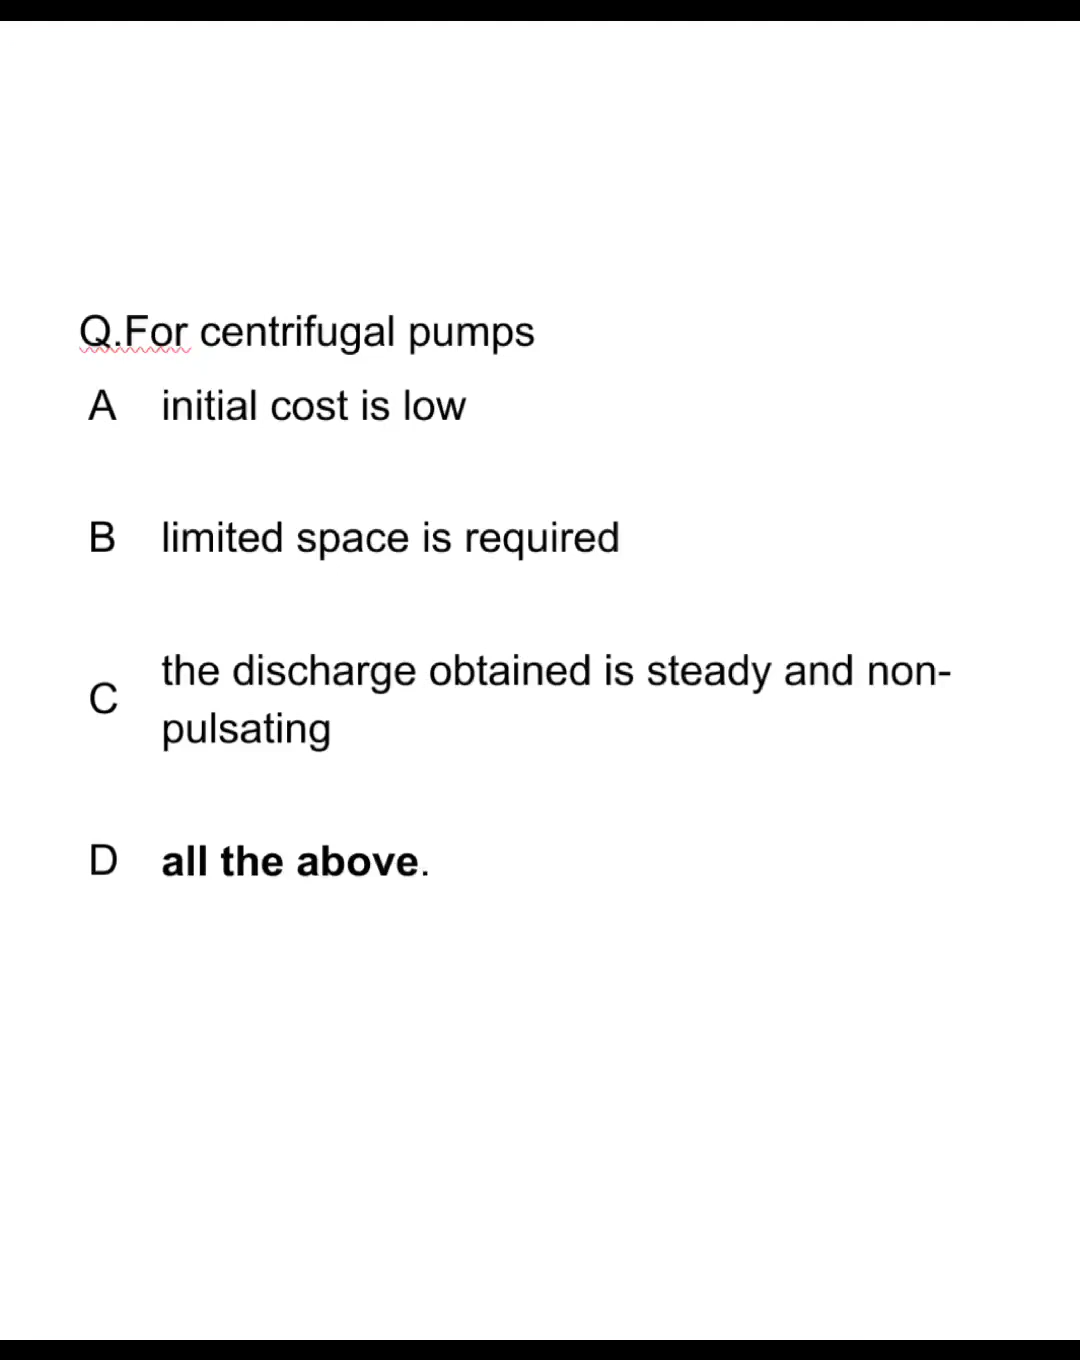 Q.For centrifugal pumps
A initial cost is low
B limited space is required
C the discharge obtained is steady and non-
pulsating
D all the above.